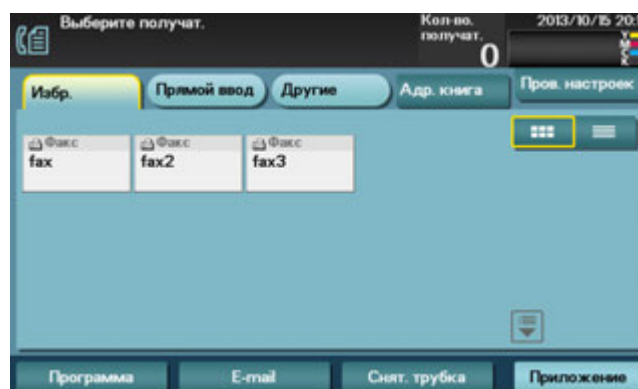 Выберите получат.
Кол-во.
получат.
0
2013/10/15 20:
Y
M
C
K
Избр.
Прямой ввод
Другие
Адр. книга
Пров. настроек
Факс
fax
Факс
fax2
Факс
fax3
Программа
E-mail
Снят. трубка
Приложение